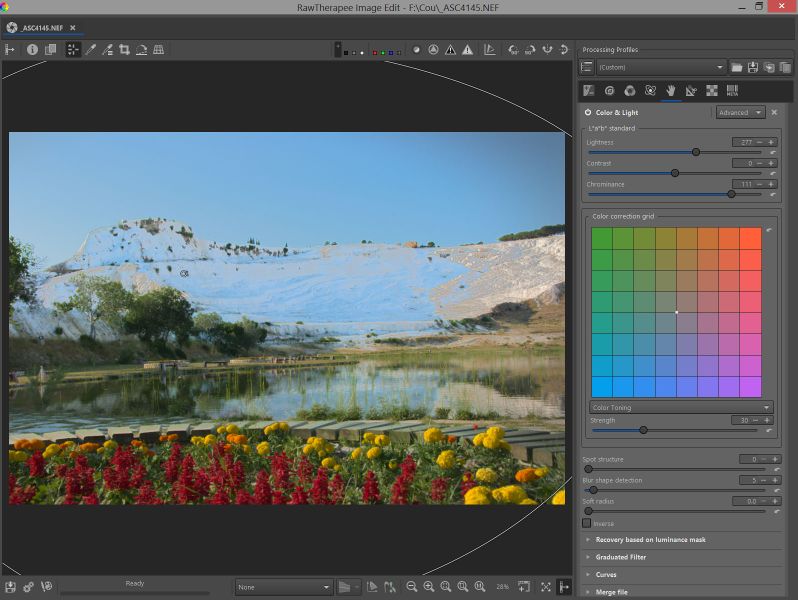 RawTherapee Image Edit - F:\Cou\_ASC4145.NEF
_ASC4145.NEF
Processing Profiles
(Custom)
META
Color & Light
Advanced
L*a*b* standard
Lightness 277
Contrast 0
Chrominance 111
Color correction grid
Color Toning
Strength 30
Spot structure 0
Blur shape detection 5
Soft radius 0.0
Inverse
Recovery based on luminance mask
Graduated Filter
Curves
Merge file
Ready
None
28%